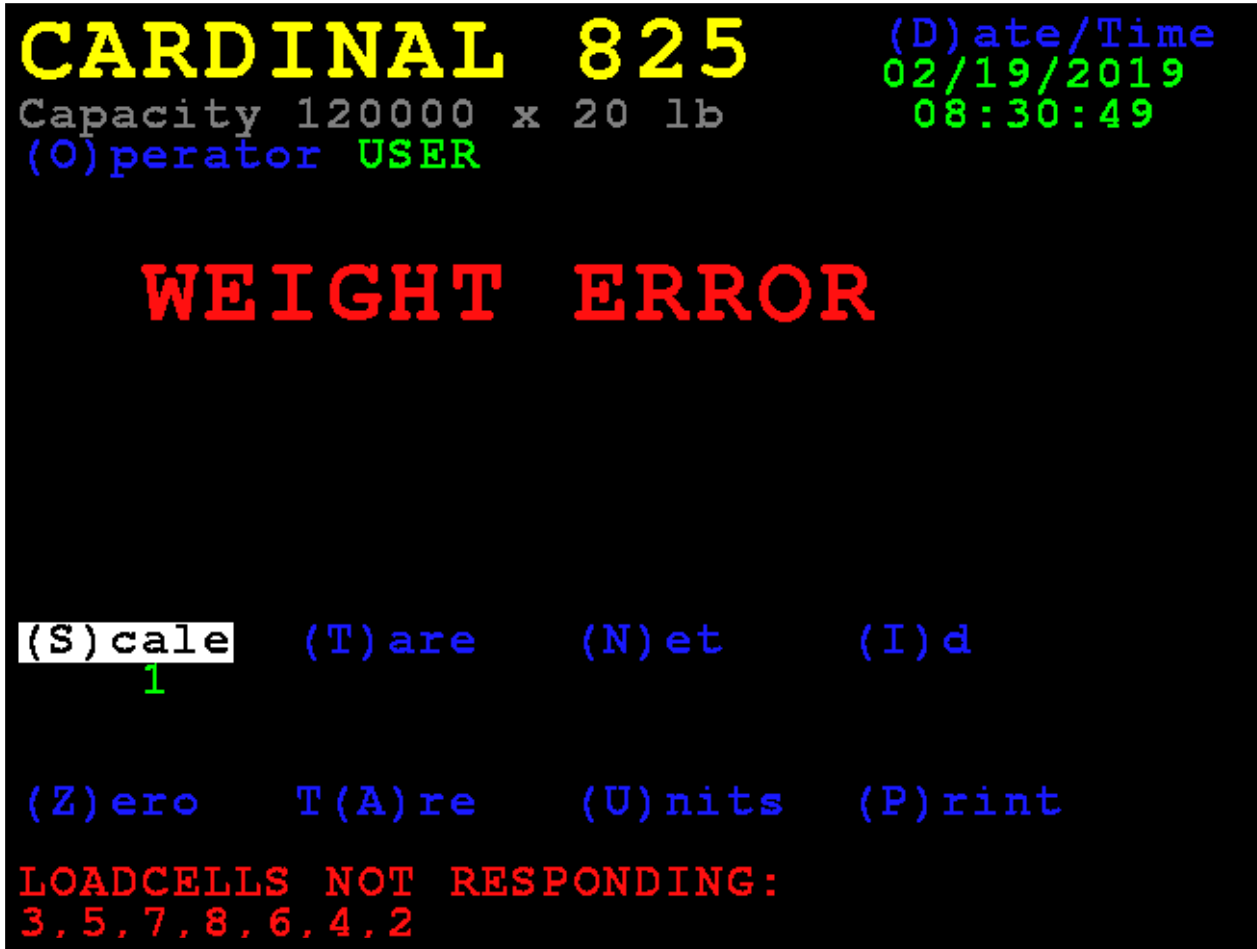 CARDINAL 825
(D)ate/Time
02/19/2019
Capacity 120000 x 20 lb
08:30:49
(O)perator USER
WEIGHT ERROR
(S)cale (T)are (N)et (I)d
1
(Z)ero T(A)re (U)nits (P)rint
LOADCELLS NOT RESPONDING:
3,5,7,8,6,4,2